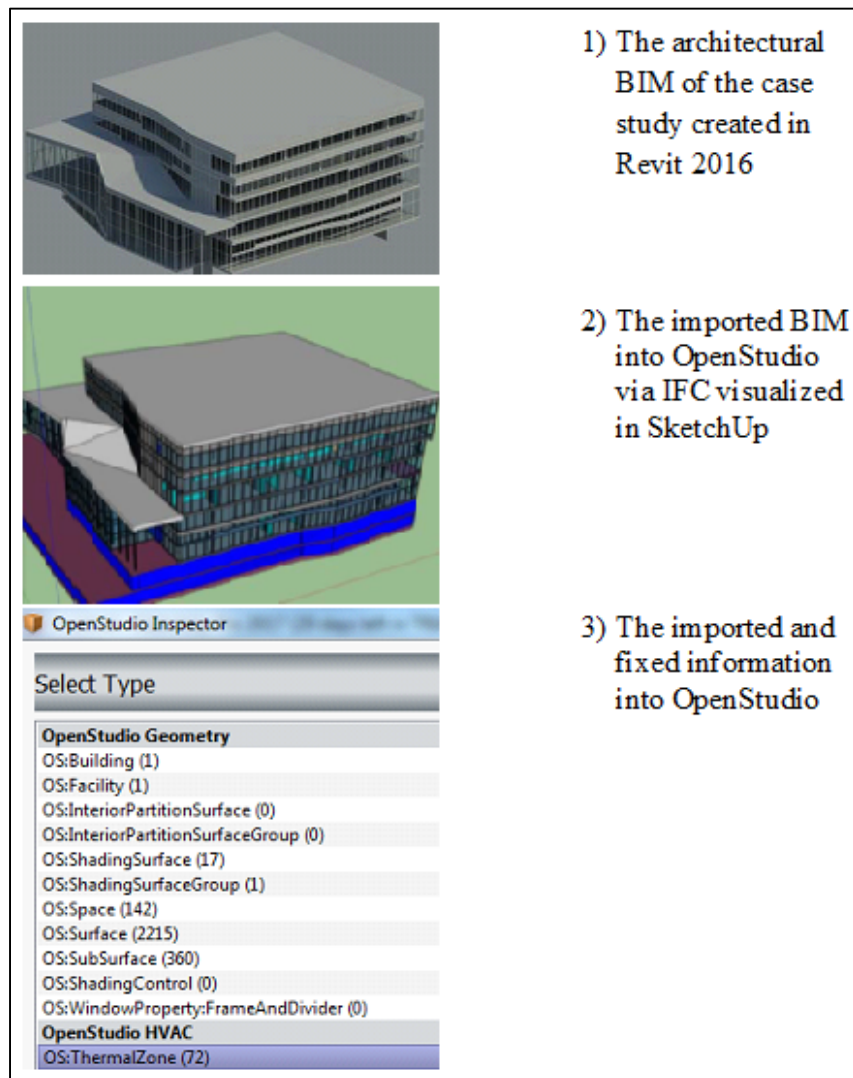 1) The architectural
BIM of the case
study created in
Revit 2016
2) The imported BIM
into OpenStudio
via IFC visualized
in SketchUp
OpenStudio Inspector
3) The imported and
fixed information
into OpenStudio
Select Type
OpenStudio Geometry
OS:Building (1)
OS:Facility (1)
OS:InteriorPartitionSurface (0)
OS:InteriorPartitionSurfaceGroup (0)
OS:ShadingSurface (17)
OS:ShadingSurfaceGroup (1)
OS:Space (142)
OS:Surface (2215)
OS:SubSurface (360)
OS:ShadingControl (0)
OS:WindowProperty:FrameAndDivider (0)
OpenStudio HVAC
OS:ThermalZone (72)